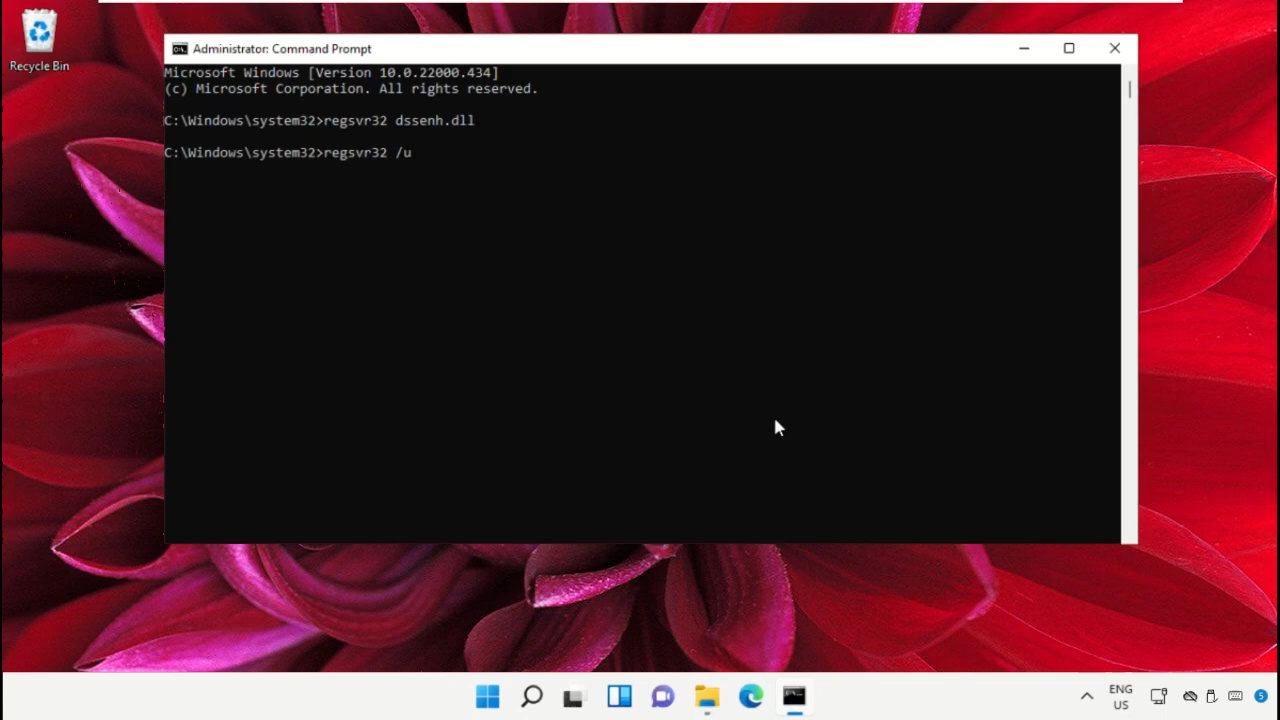 Recycle Bin
Administrator: Command Prompt
Microsoft Windows [Version 10.0.22000.434]
(c) Microsoft Corporation. All rights reserved.
C:\Windows\system32>regsvr32 dssenh.dll
C:\Windows\system32>regsvr32 /u
ENG
US
5